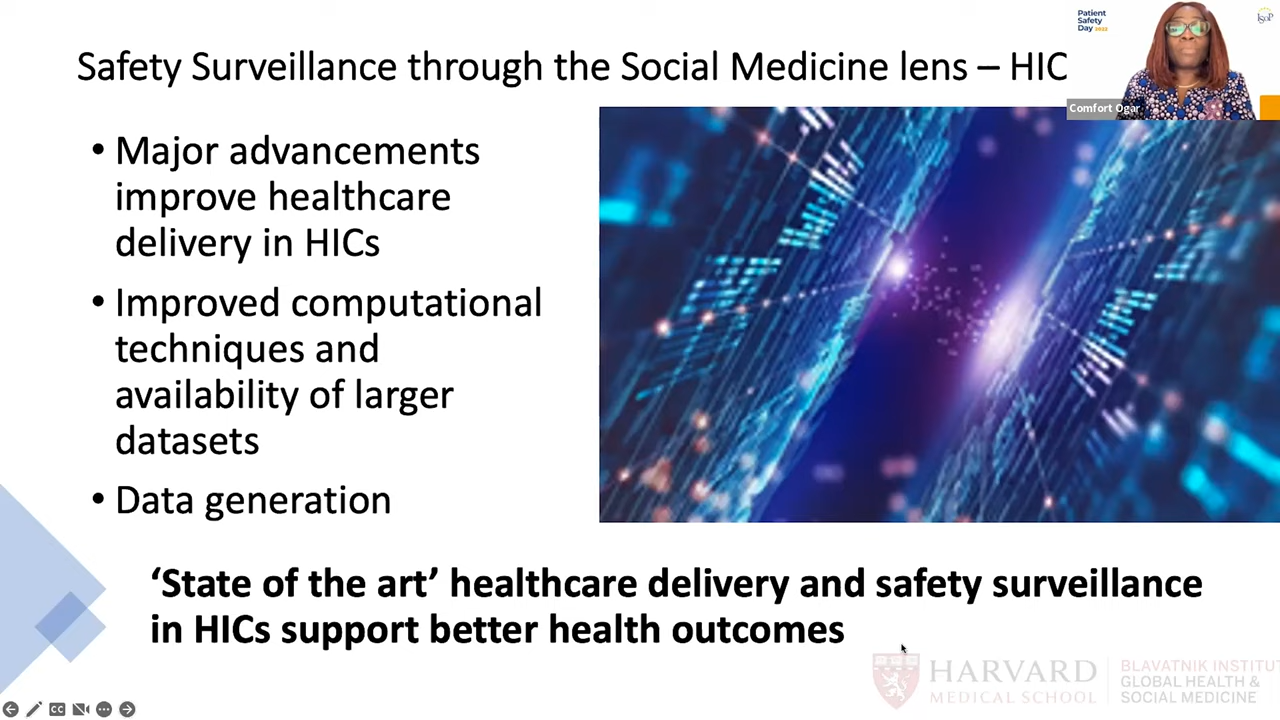 Patient
Safety
Day 2022
Safety Surveillance through the Social Medicine lens – HIC
Comfort Ogar
• Major advancements
improve healthcare
delivery in HICs
• Improved computational
techniques and
availability of larger
datasets
• Data generation
‘State of the art’ healthcare delivery and safety surveillance
in HICs support better health outcomes
HARVARD
MEDICAL SCHOOL
BLAVATNIK INSTITU
GLOBAL HEALTH &
SOCIAL MEDICINE
CC